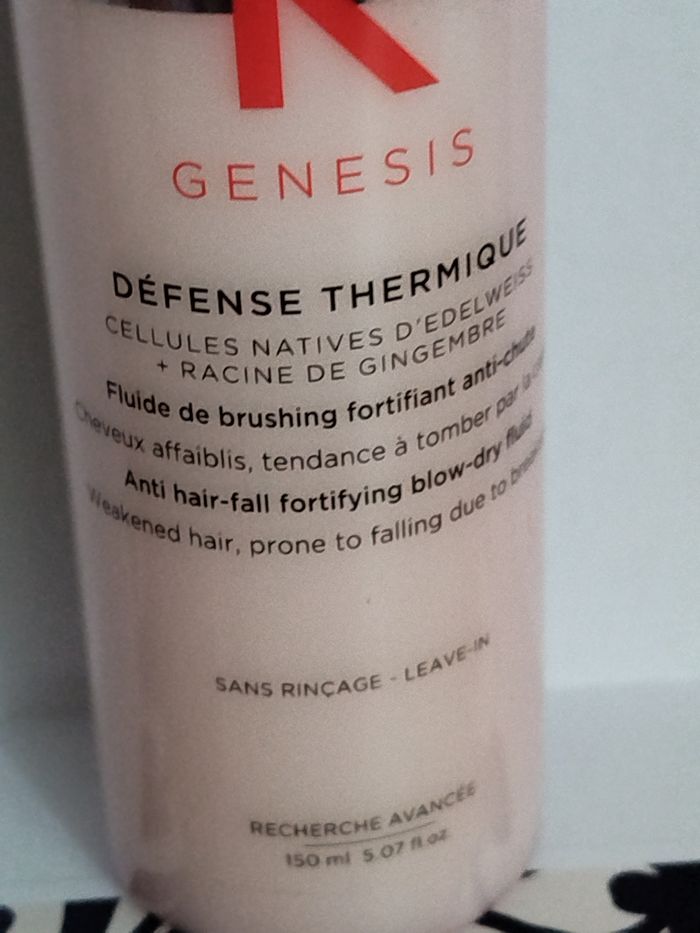 K
GENESIS
DÉFENSE THERMIQUE
CELLULES NATIVES D'EDELWEISS
+ RACINE DE GINGEMBRE
Fluide de brushing fortifiant anti-chute
Cheveux affaiblis, tendance à tomber par la
Anti hair-fall fortifying blow-dry fluid
Weakened hair, prone to falling due to
SANS RINÇAGE - LEAVE-IN
RECHERCHE AVANCÉE
150 ml 5.07 fl oz